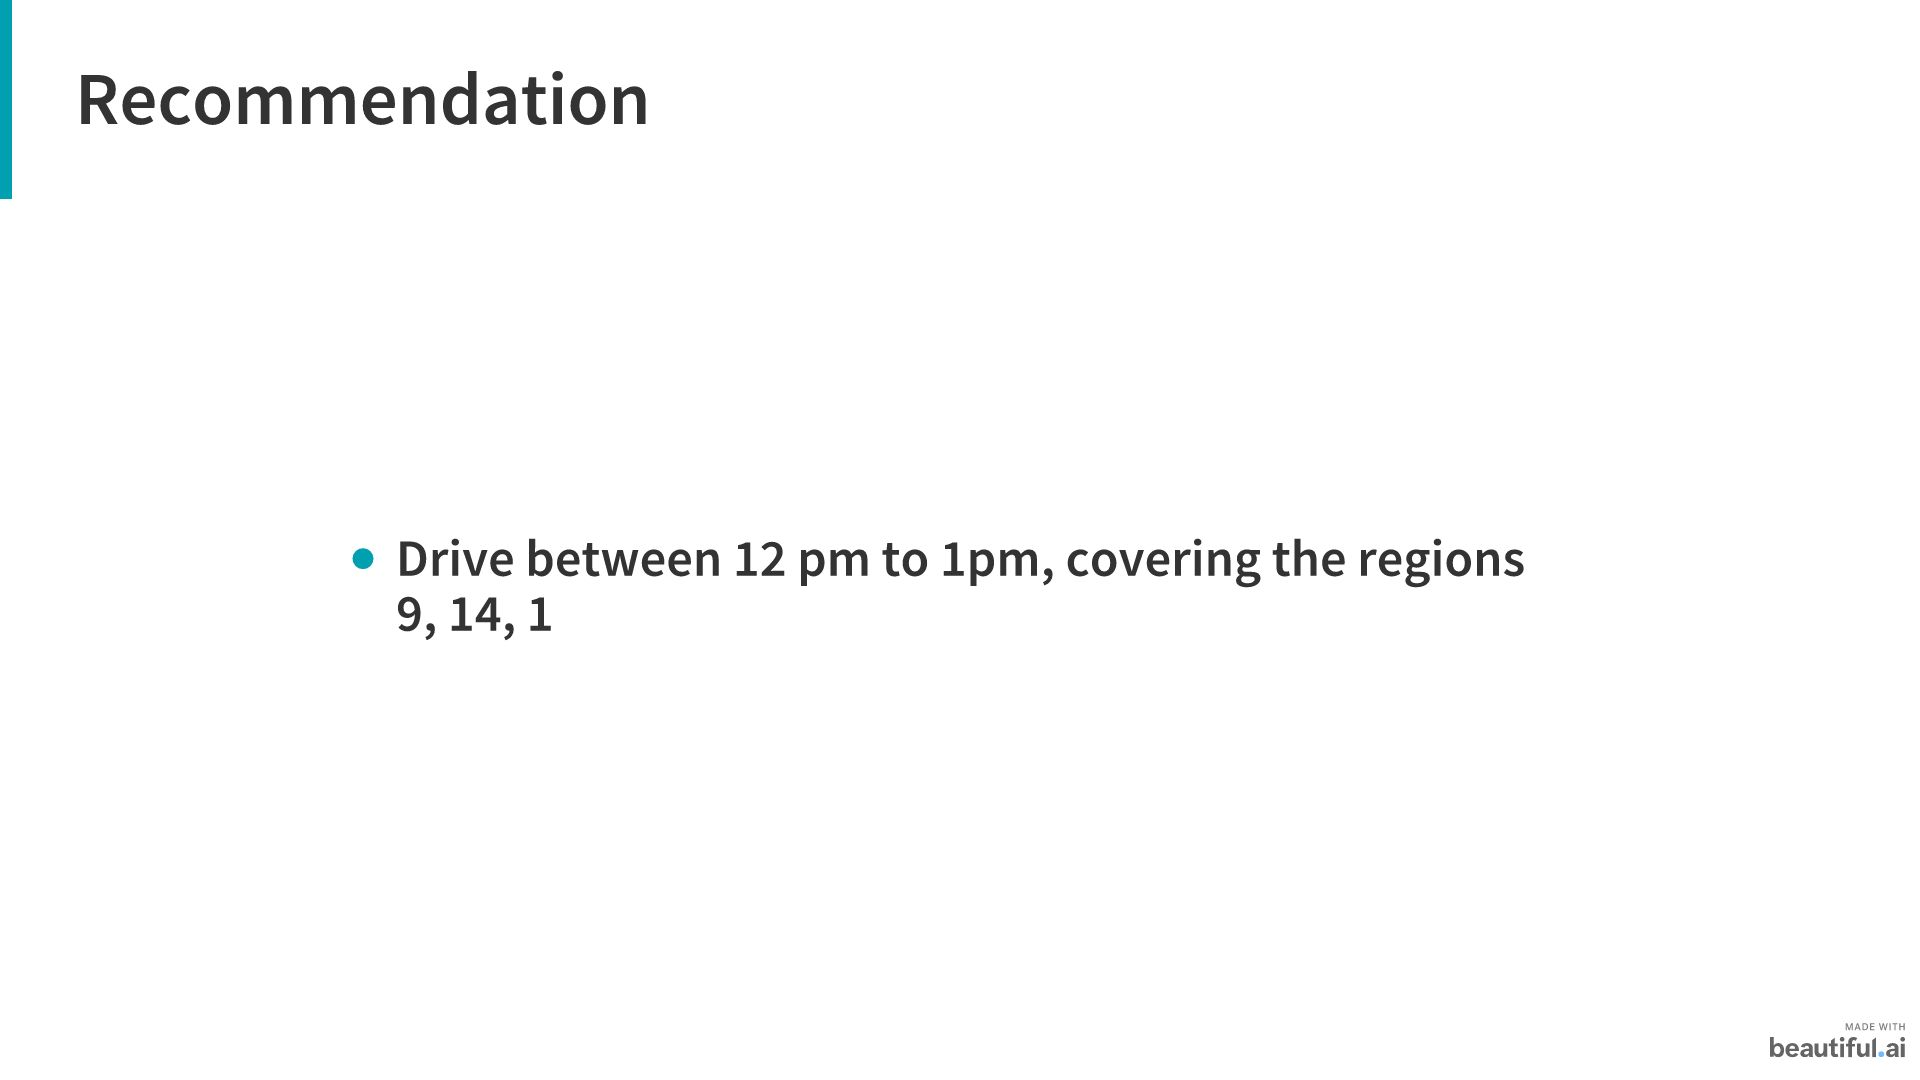 Recommendation
Drive between 12 pm to 1pm, covering the regions
9, 14, 1
MADE WITH
beautiful.ai